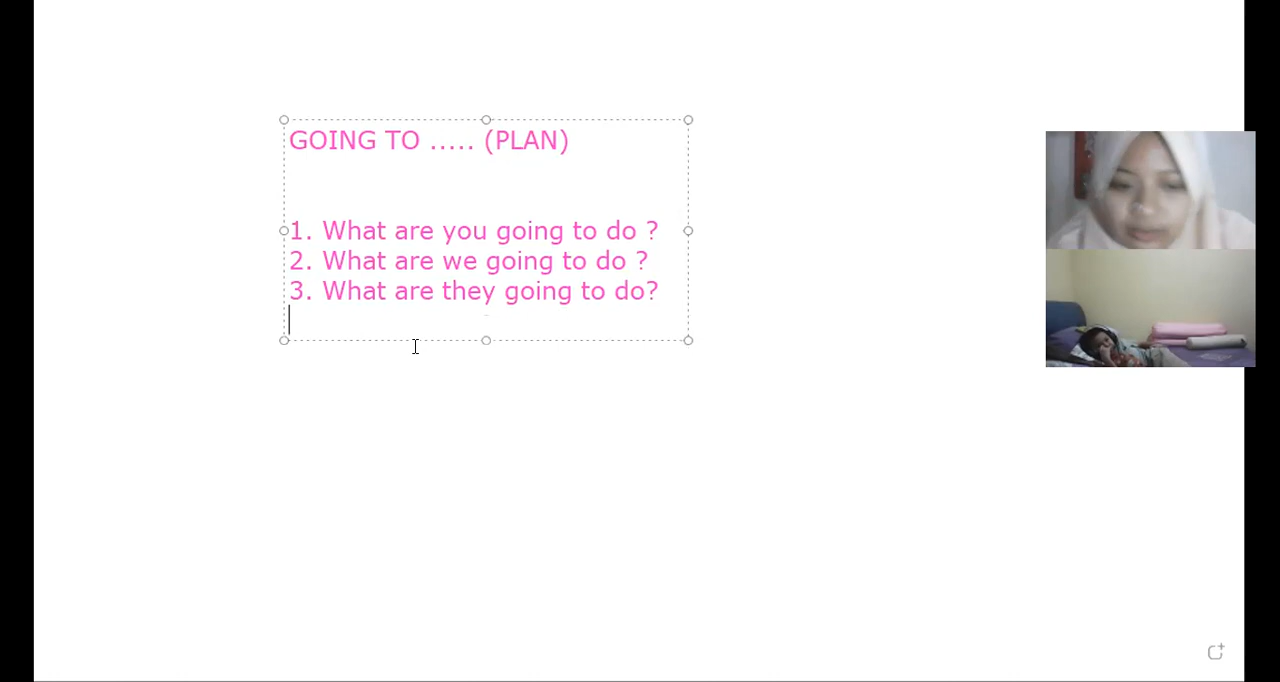 GOING TO ..... (PLAN)
1. What are you going to do ?
2. What are we going to do ?
3. What are they going to do?